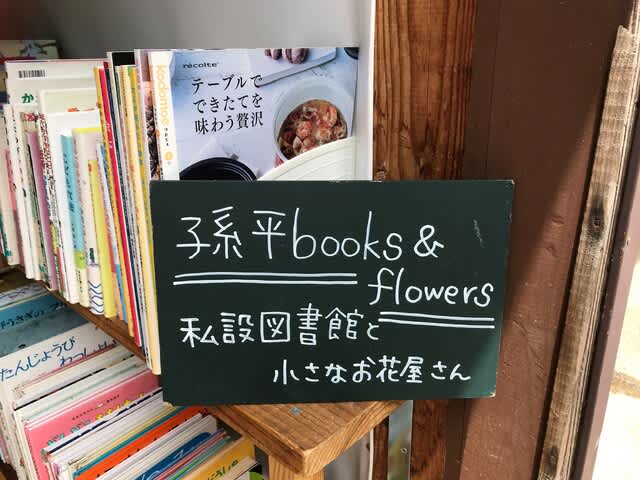 récolte
テーブルで
できたてを
味わう贅沢
kodomoe
孫平books &
flowers
私設図書館と
小さなお花屋さん
たんじょうび